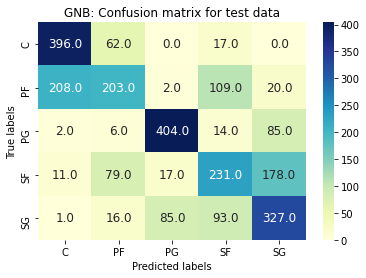 GNB: Confusion matrix for test data
C 396.0 62.0 0.0 17.0 0.0
PF 208.0 203.0 2.0 109.0 20.0
PG 2.0 6.0 404.0 14.0 85.0
SF 11.0 79.0 17.0 231.0 178.0
SG 1.0 16.0 85.0 93.0 327.0
C PF PG SF SG
True labels
Predicted labels
400
350
300
250
200
150
100
50
0